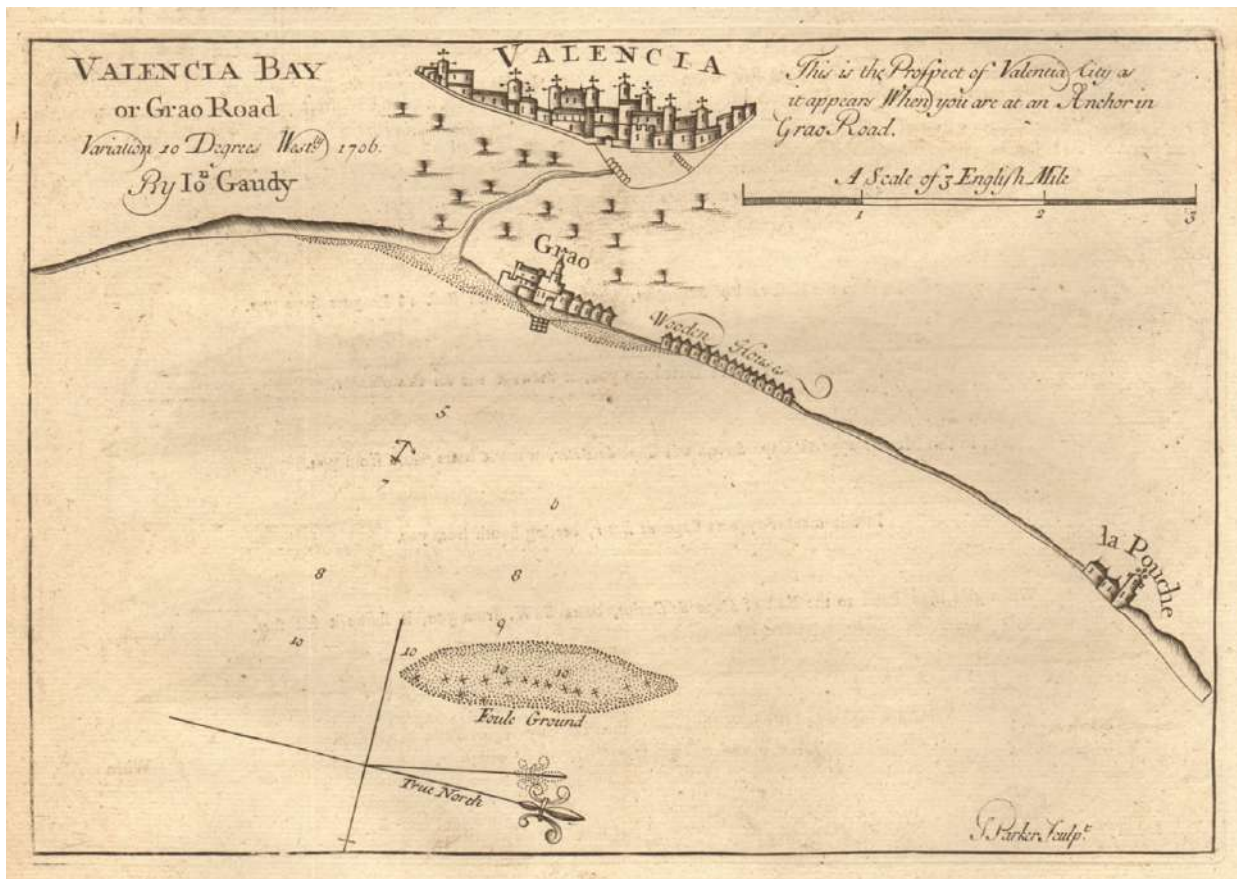 VALENCIA BAY
or Grao Road
Variation 10 Degrees Westly 1706.
By Ion Gaudy
VALENCIA
This is the Prospect of Valentia City as
it appears When you are at an Anchor in
Grao Road.
A Scale of 3 English Mile
1 2 3
Grao
Wooden Houses
5
7
6
8 8
la Pouche
9
10 10
10 10
Foule Ground
True North
J Parker Sculpt.